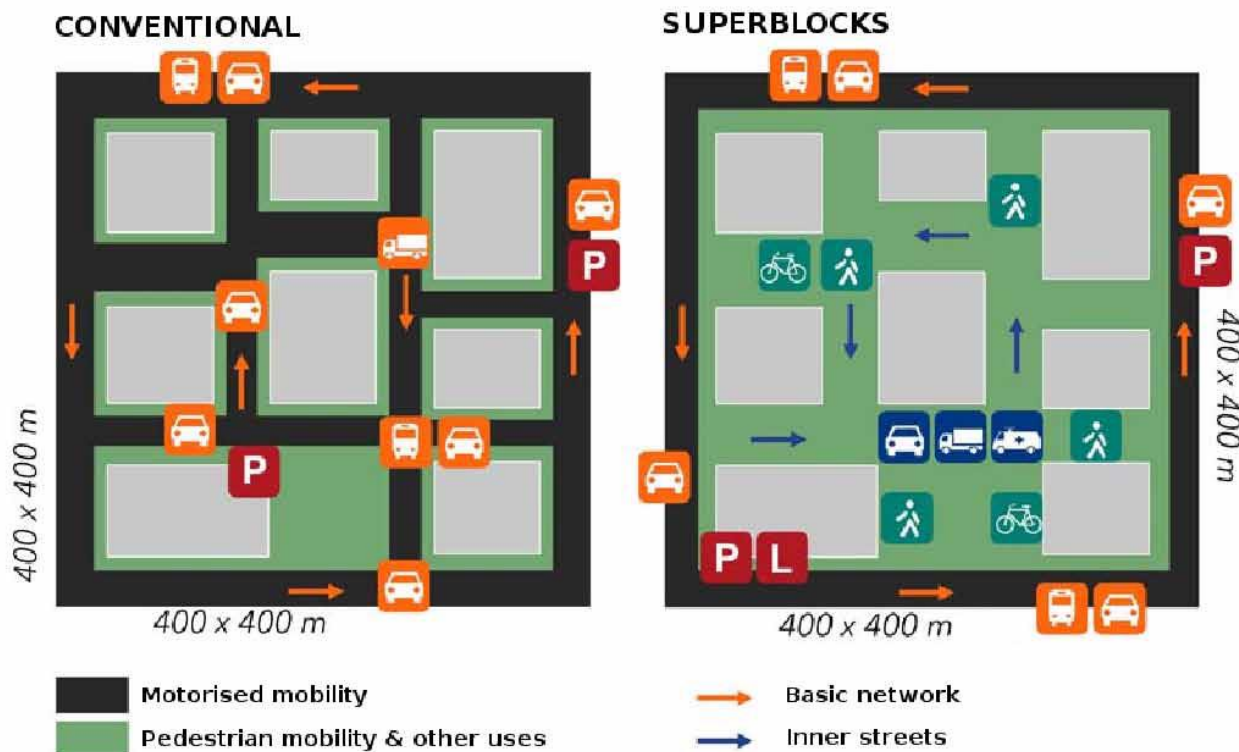 CONVENTIONAL
SUPERBLOCKS
P
P
P
P L
400 x 400 m
400 x 400 m
400 x 400 m
400 x 400 m
Motorised mobility
Basic network
Pedestrian mobility & other uses
Inner streets